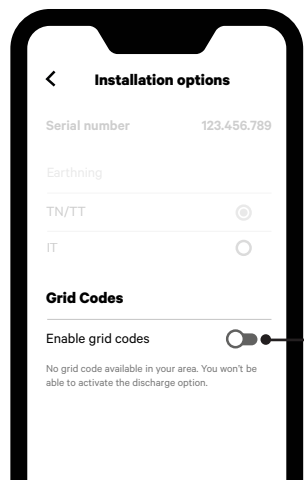 Installation options
Serial number 123.456.789
Earthning
TN/TT
IT
Grid Codes
Enable grid codes
No grid code available in your area. You won't be
able to activate the discharge option.